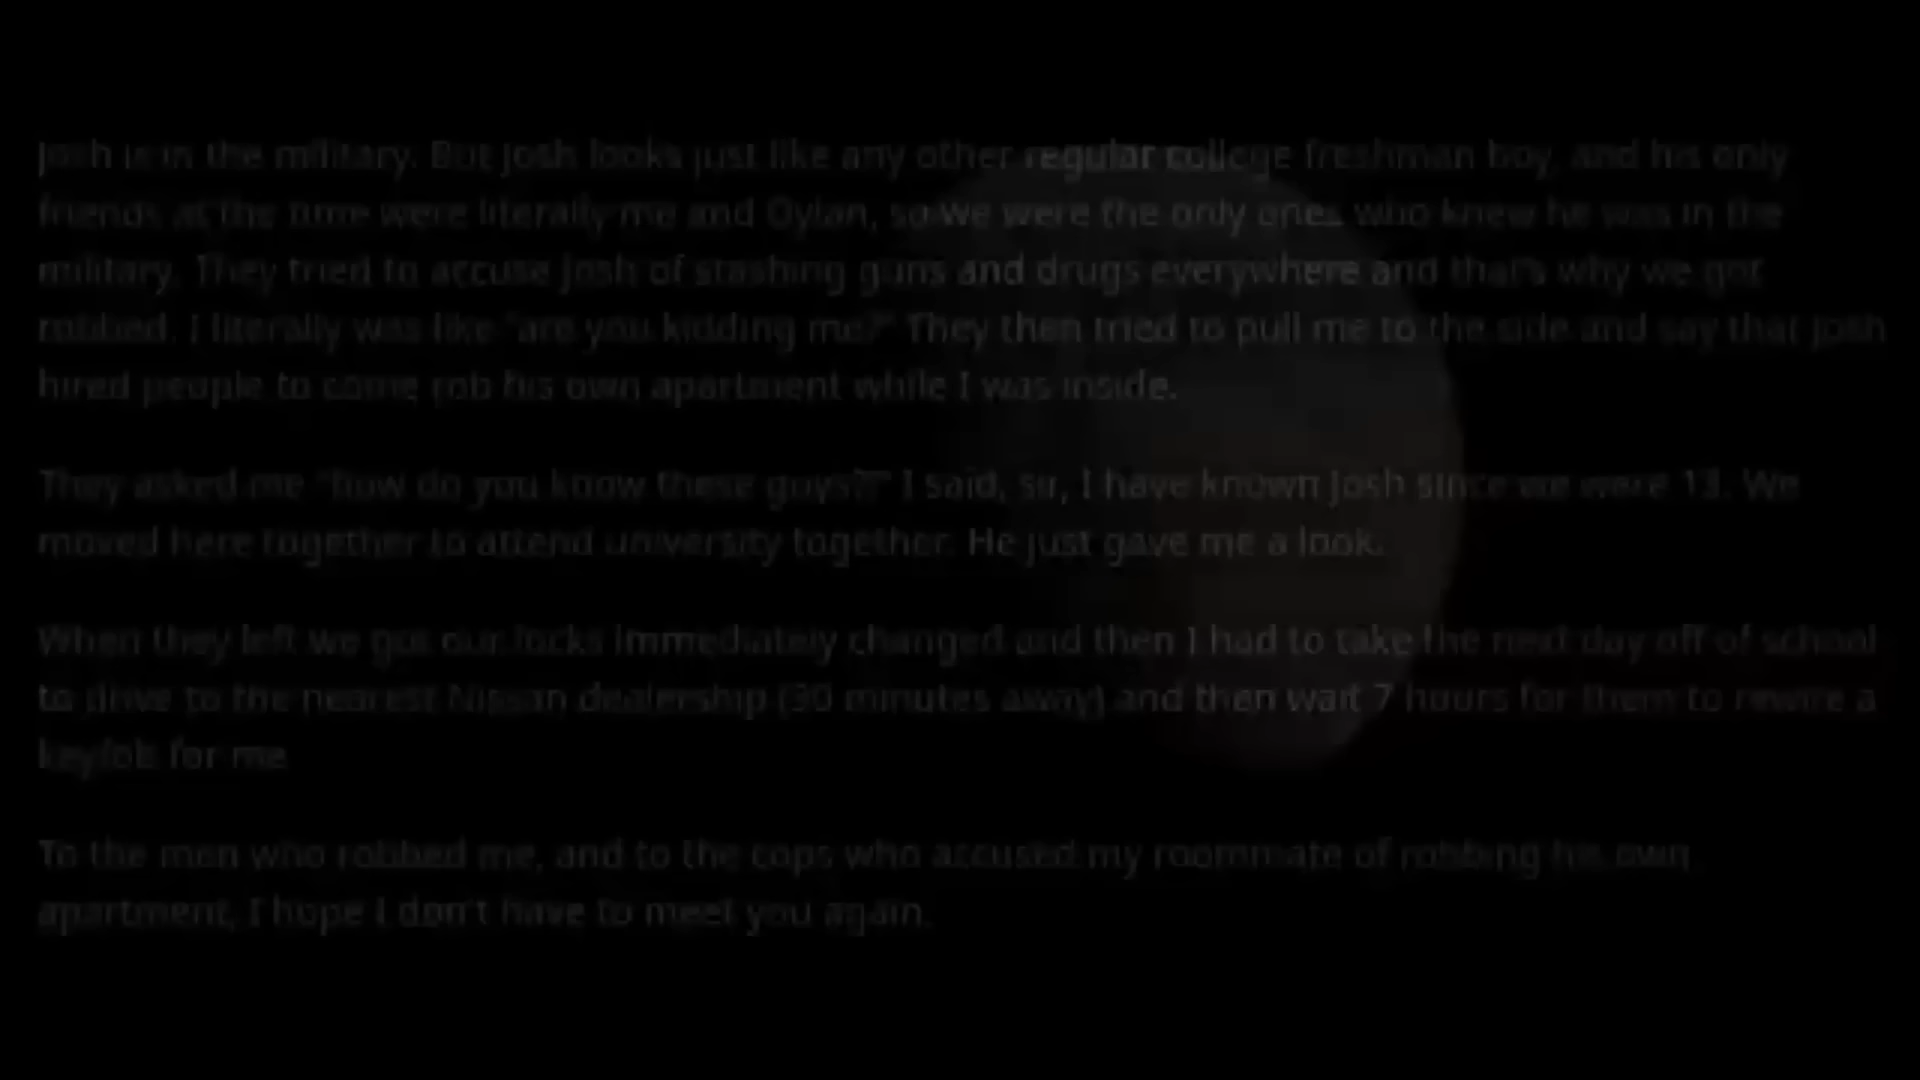 Josh is in the military. But Josh looks just like any other regular college freshman boy, and his only
friends at the time were literally me and Dylan, so we were the only ones who knew he was in the
military. They tried to accuse Josh of stashing guns and drugs everywhere and that's why we got
robbed. I literally was like "are you kidding me?" They then tried to pull me to the side and say that Josh
hired people to come rob his own apartment while I was inside.
They asked me "how do you know these guys?!" I said, sir, I have known Josh since we were 13. We
moved here together to attend university together. He just gave me a look.
When they left we got our locks immediately changed and then I had to take the next day off of school
to drive to the nearest Nissan dealership (30 minutes away) and then wait 7 hours for them to rewire a
keyfob for me.
To the men who robbed me, and to the cops who accused my roommate of robbing his own
apartment, I hope I don't have to meet you again.